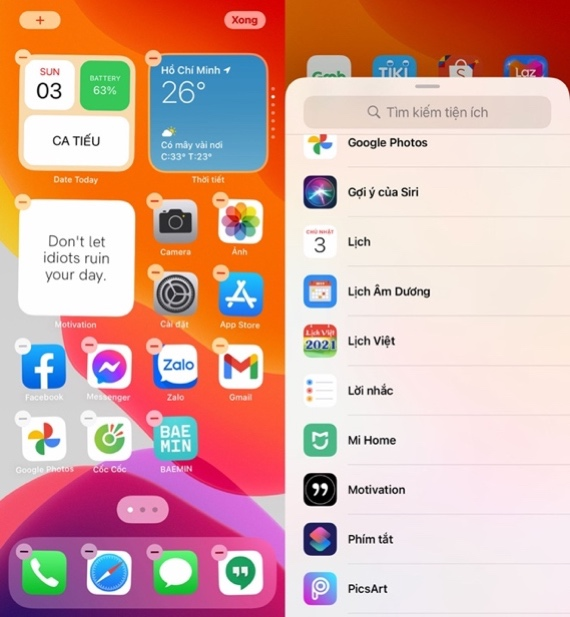 +
Xong
SUN
03
BATTERY
63%
CA TIẾU
Date Today
Hồ Chí Minh
26°
Có mây vài nơi
C:33° T:23°
Thời tiết
Don't let
idiots ruin
your day.
Motivation
Camera
Ảnh
Cài đặt
App Store
Facebook
Messenger
Zalo
Zalo
Gmail
Google Photos
Cốc Cốc
BAE
MIN
BAEMIN
Grab
TIKI
S
Laz
Tìm kiếm tiện ích
Google Photos
Gợi ý của Siri
CHỦ NHẬT
3
Lịch
Lịch Âm Dương
Lịch Việt
2021
Lịch Việt
Lời nhắc
Mi Home
Motivation
Phím tắt
PicsArt